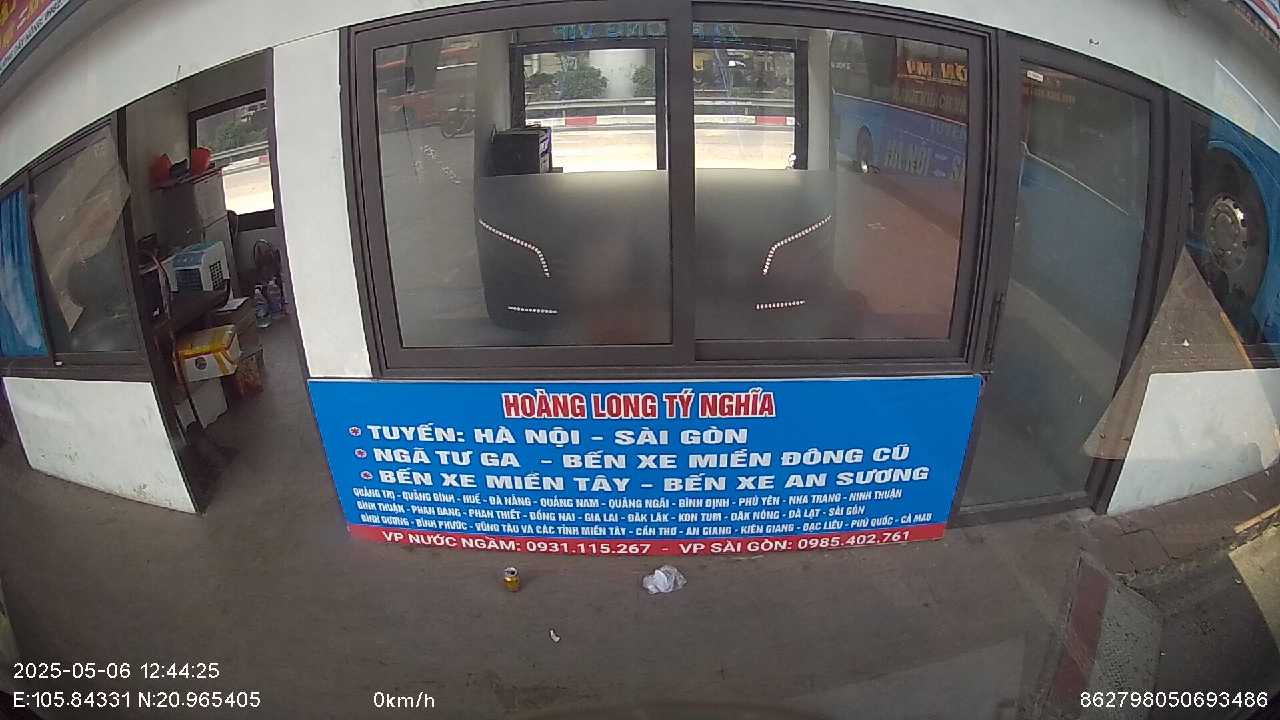 HOÀNG LONG TÝ NGHĨA
* TUYẾN: HÀ NỘI - SÀI GÒN
* NGÃ TƯ GA - BẾN XE MIỀN ĐÔNG CŨ
* BẾN XE MIỀN TÂY - BẾN XE AN SƯƠNG
QUẢNG TRỊ - QUẢNG BÌNH - HUẾ - ĐÀ NẴNG - QUẢNG NAM - QUẢNG NGÃI - BÌNH ĐỊNH - PHÚ YÊN - NHA TRANG - NINH THUẬN
BÌNH THUẬN - PHAN RANG - PHAN THIẾT - ĐỒNG NAI - GIA LAI - ĐĂK LĂK - KON TUM - ĐĂK NÔNG - ĐÀ LẠT - SÀI GÒN
BÌNH DƯƠNG - BÌNH PHƯỚC - VŨNG TÀU VÀ CÁC TỈNH MIỀN TÂY - CẦN THƠ - AN GIANG - KIÊN GIANG - BẠC LIÊU - PHÚ QUỐC - CÀ MAU
VP NƯỚC NGẦM: 0931.115.267 - VP SÀI GÒN: 0985.402.761
2025-05-06 12:44:25
E:105.84331 N:20.965405 0km/h 862798050693486